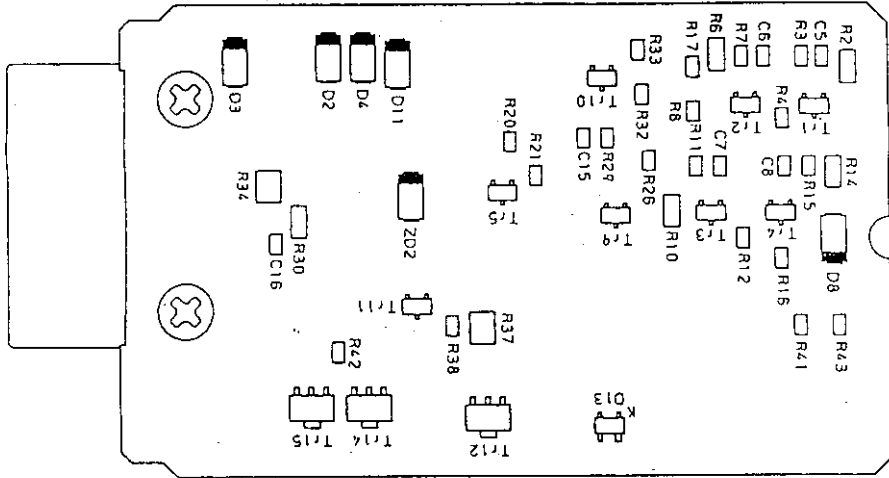 R6
C6
C5
R2
R17
R7
R3
R33
D3
D2
D4
D11
Tr10
R32
R8
Tr2
R4
Tr1
R20
R21
C15
R29
R26
R11
C7
C8
R15
R14
R34
Tr5
ZD2
Tr9
R10
Tr3
Tr4
R12
R16
D8
C16
R30
Tr11
R38
R37
R42
R41
R43
Tr15
Tr14
Tr12
K